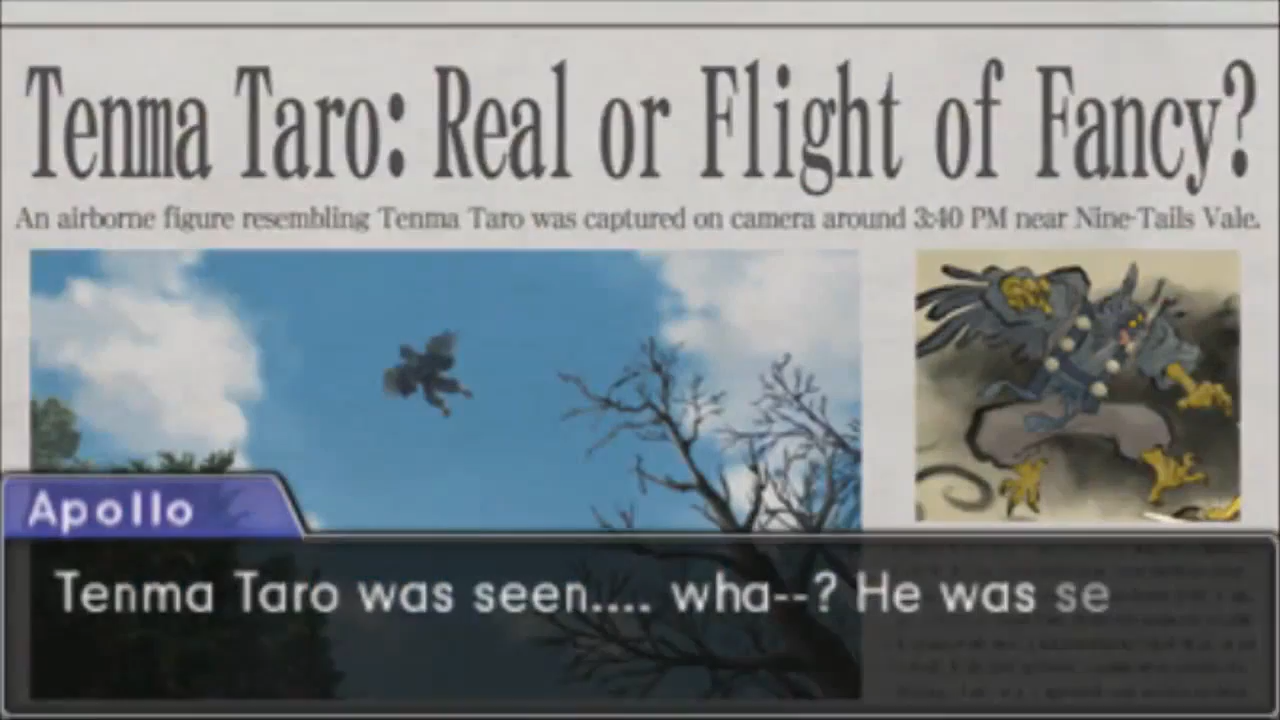 Tenma Taro: Real or Flight of Fancy?
An airborne figure resembling Tenma Taro was captured on camera around 3:40 PM near Nine-Tails Vale.
Apollo
Tenma Taro was seen.... wha--? He was se